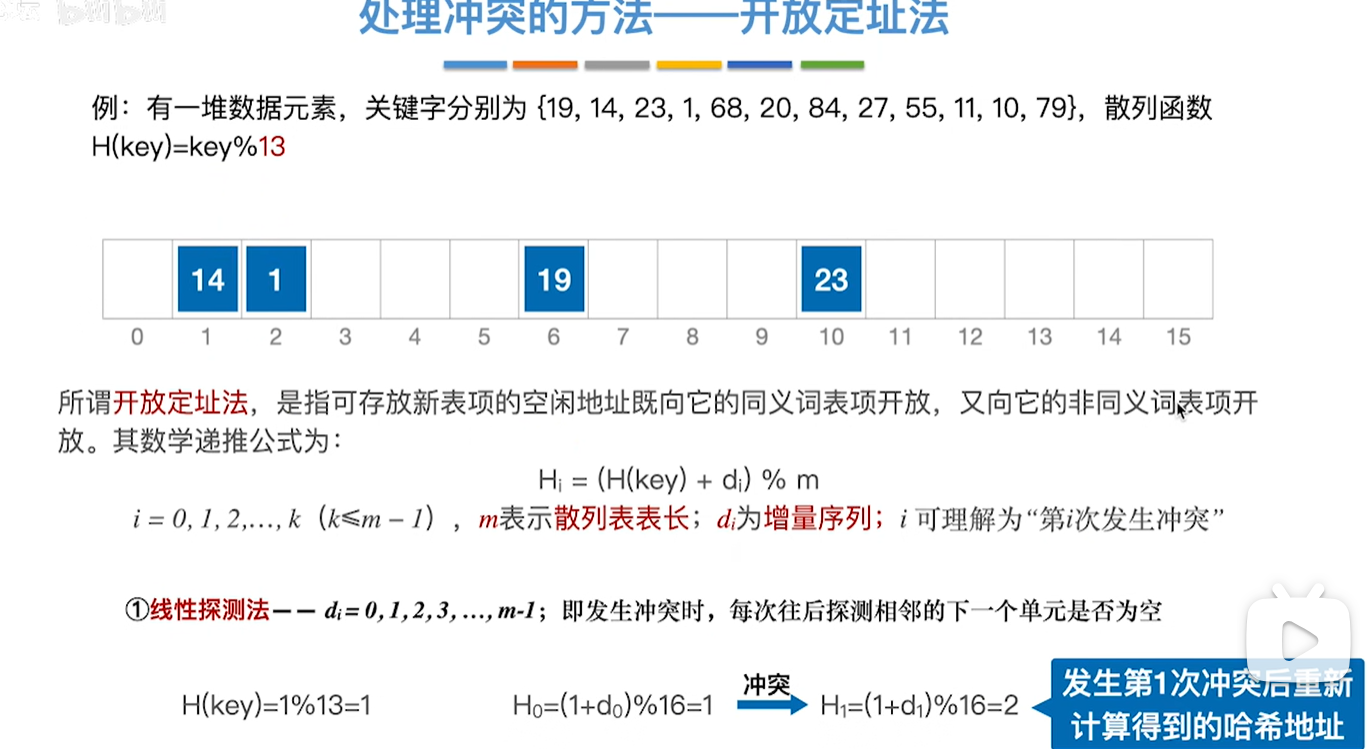 处理冲突的方法——开放定址法
例：有一堆数据元素，关键字分别为 {19, 14, 23, 1, 68, 20, 84, 27, 55, 11, 10, 79}，散列函数
H(key)=key%13
14 1 19 23
0 1 2 3 4 5 6 7 8 9 10 11 12 13 14 15
所谓开放定址法，是指可存放新表项的空闲地址既向它的同义词表项开放，又向它的非同义词表项开
放。其数学递推公式为：
Hᵢ = (H(key) + dᵢ) % m
i = 0, 1, 2,…, k（k≤m – 1），m表示散列表表长；dᵢ为增量序列；i 可理解为“第i次发生冲突”
①线性探测法—— dᵢ = 0, 1, 2, 3, …, m-1；即发生冲突时，每次往后探测相邻的下一个单元是否为空
H(key)=1%13=1 H₀=(1+d₀)%16=1 冲突 H₁=(1+d₁)%16=2
发生第1次冲突后重新
计算得到的哈希地址